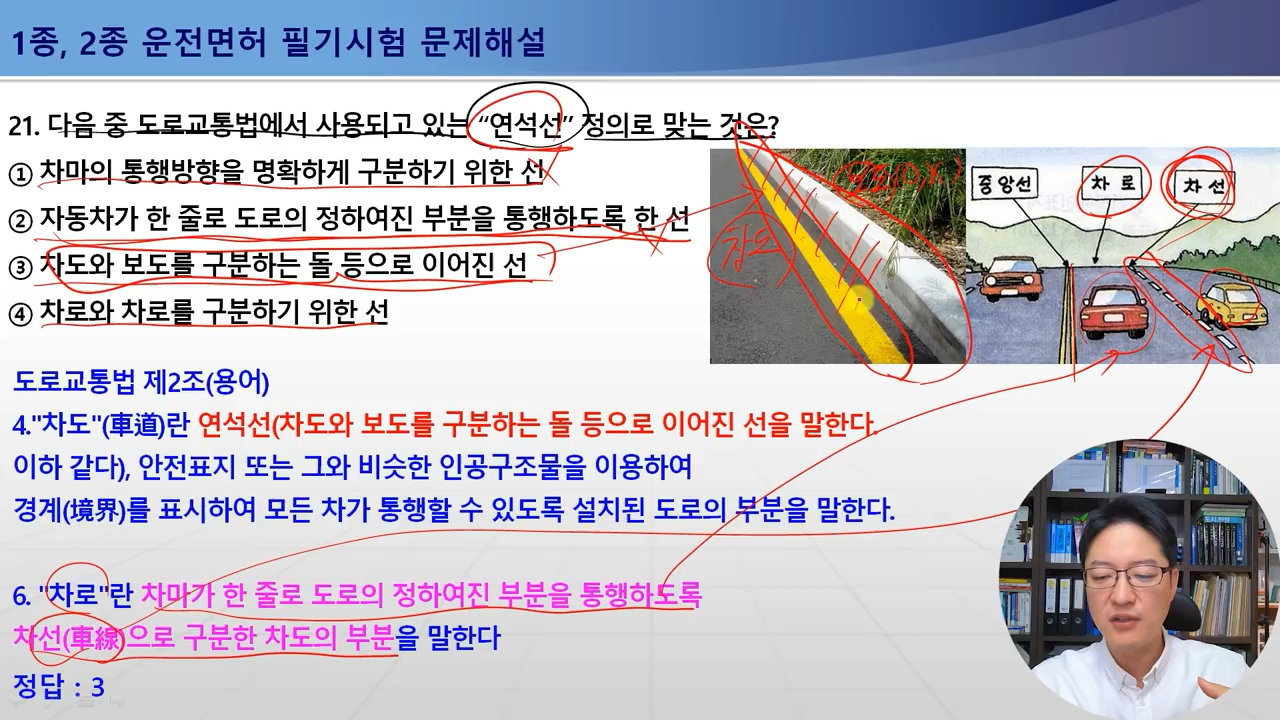 1종, 2종 운전면허 필기시험 문제해설
21. 다음 중 도로교통법에서 사용되고 있는 “연석선” 정의로 맞는 것은?
① 차마의 통행방향을 명확하게 구분하기 위한 선
② 자동차가 한 줄로 도로의 정하여진 부분을 통행하도록 한 선
③ 차도와 보도를 구분하는 돌 등으로 이어진 선
④ 차로와 차로를 구분하기 위한 선
중앙선
차 로
차 선
차도
도로교통법 제2조(용어)
4."차도"(車道)란 연석선(차도와 보도를 구분하는 돌 등으로 이어진 선을 말한다.
이하 같다), 안전표지 또는 그와 비슷한 인공구조물을 이용하여
경계(境界)를 표시하여 모든 차가 통행할 수 있도록 설치된 도로의 부분을 말한다.
6. "차로"란 차마가 한 줄로 도로의 정하여진 부분을 통행하도록
차선(車線)으로 구분한 차도의 부분을 말한다
정답 : 3